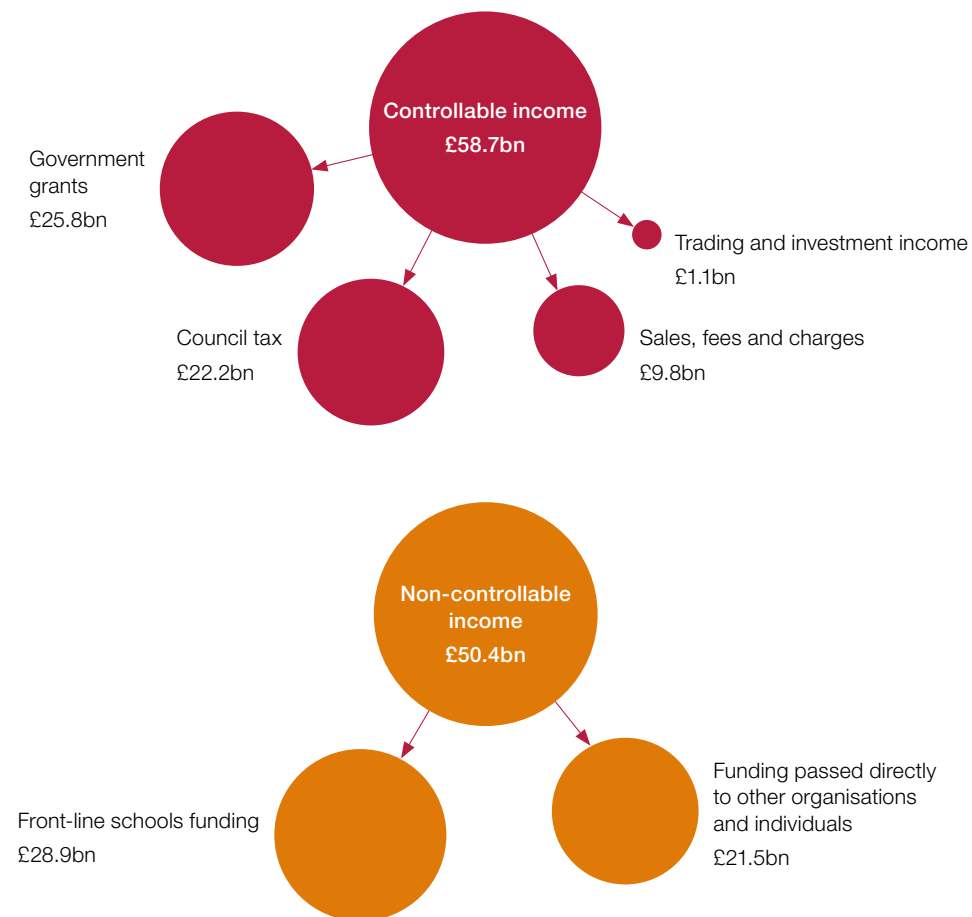 Controllable income
£58.7bn
Government
grants
£25.8bn
Trading and investment income
£1.1bn
Council tax
£22.2bn
Sales, fees and charges
£9.8bn
Non-controllable
income
£50.4bn
Front-line schools funding
£28.9bn
Funding passed directly
to other organisations
and individuals
£21.5bn